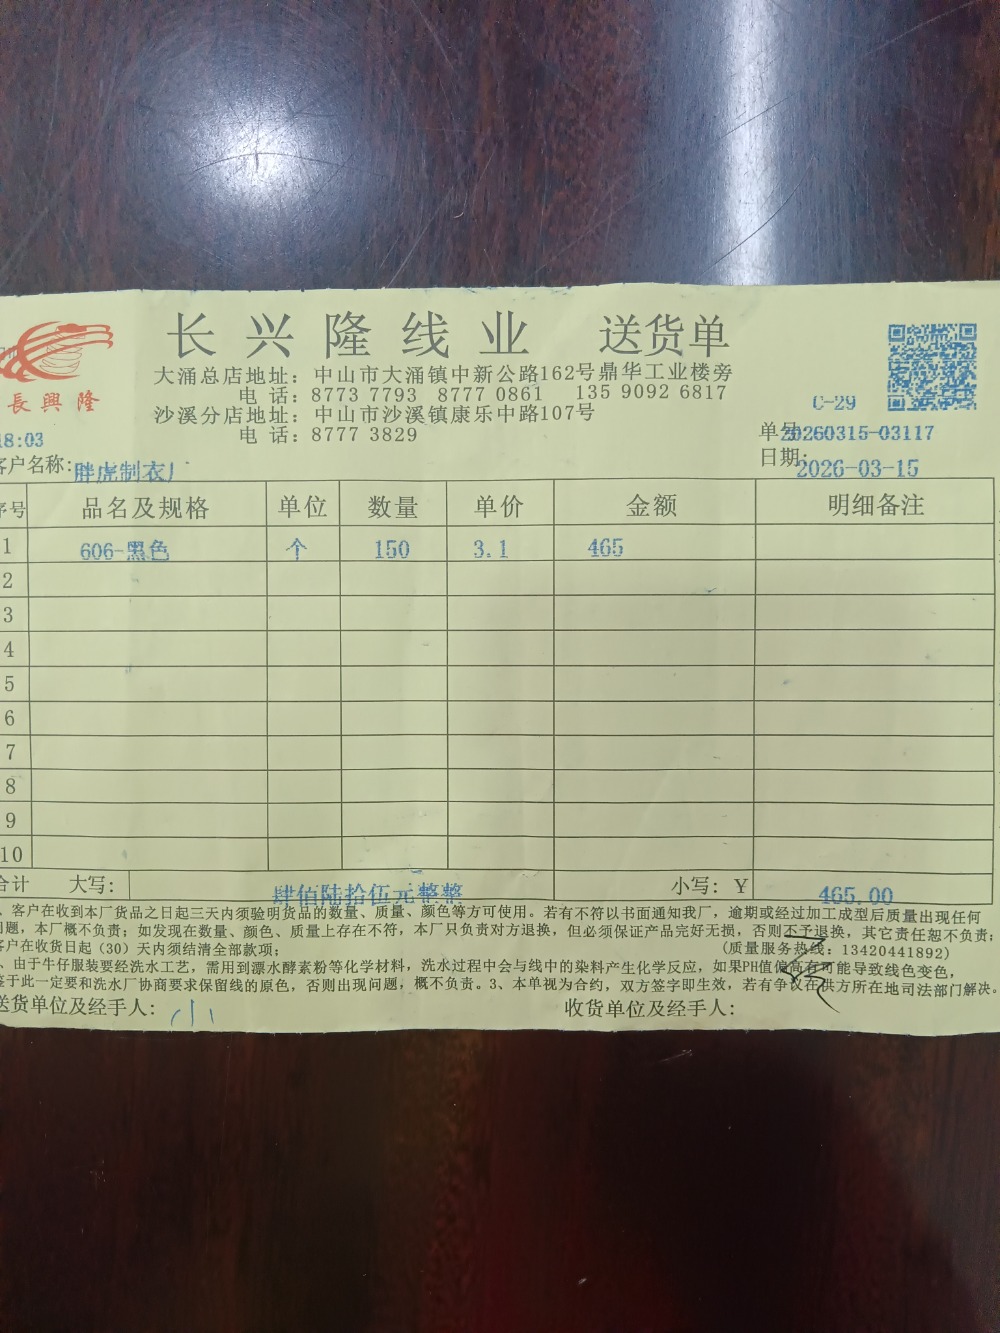 长兴隆线业 送货单
長興隆
大涌总店地址：中山市大涌镇中新公路162号鼎华工业楼旁
电 话：8773 7793 8777 0861 135 9092 6817
沙溪分店地址：中山市沙溪镇康乐中路107号
电 话：8777 3829
C-29
18:03
单号20260315-03117
客户名称：胖虎制衣厂
日期：2026-03-15
序号 品名及规格 单位 数量 单价 金额 明细备注
1 606-黑色 个 150 3.1 465
2
3
4
5
6
7
8
9
10
合计 大写： 肆佰陆拾伍元整整 小写：￥ 465.00
、客户在收到本厂货品之日起三天内须验明货品的数量、质量、颜色等方可使用。若有不符以书面通知我厂，逾期或经过加工成型后质量出现任何
问题，本厂概不负责；如发现在数量、颜色、质量上存在不符，本厂只负责对方退换，但必须保证产品完好无损，否则不予退换，其它责任恕不负责；
客户在收货日起（30）天内须结清全部款项； （质量服务热线：13420441892）
、由于牛仔服装要经洗水工艺，需用到漂水酵素粉等化学材料，洗水过程中会与线中的染料产生化学反应，如果PH值偏高有可能导致线色变色，
鉴于此一定要和洗水厂协商要求保留线的原色，否则出现问题，概不负责。3、本单视为合约，双方签字即生效，若有争议在供方所在地司法部门解决。
送货单位及经手人： 收货单位及经手人：